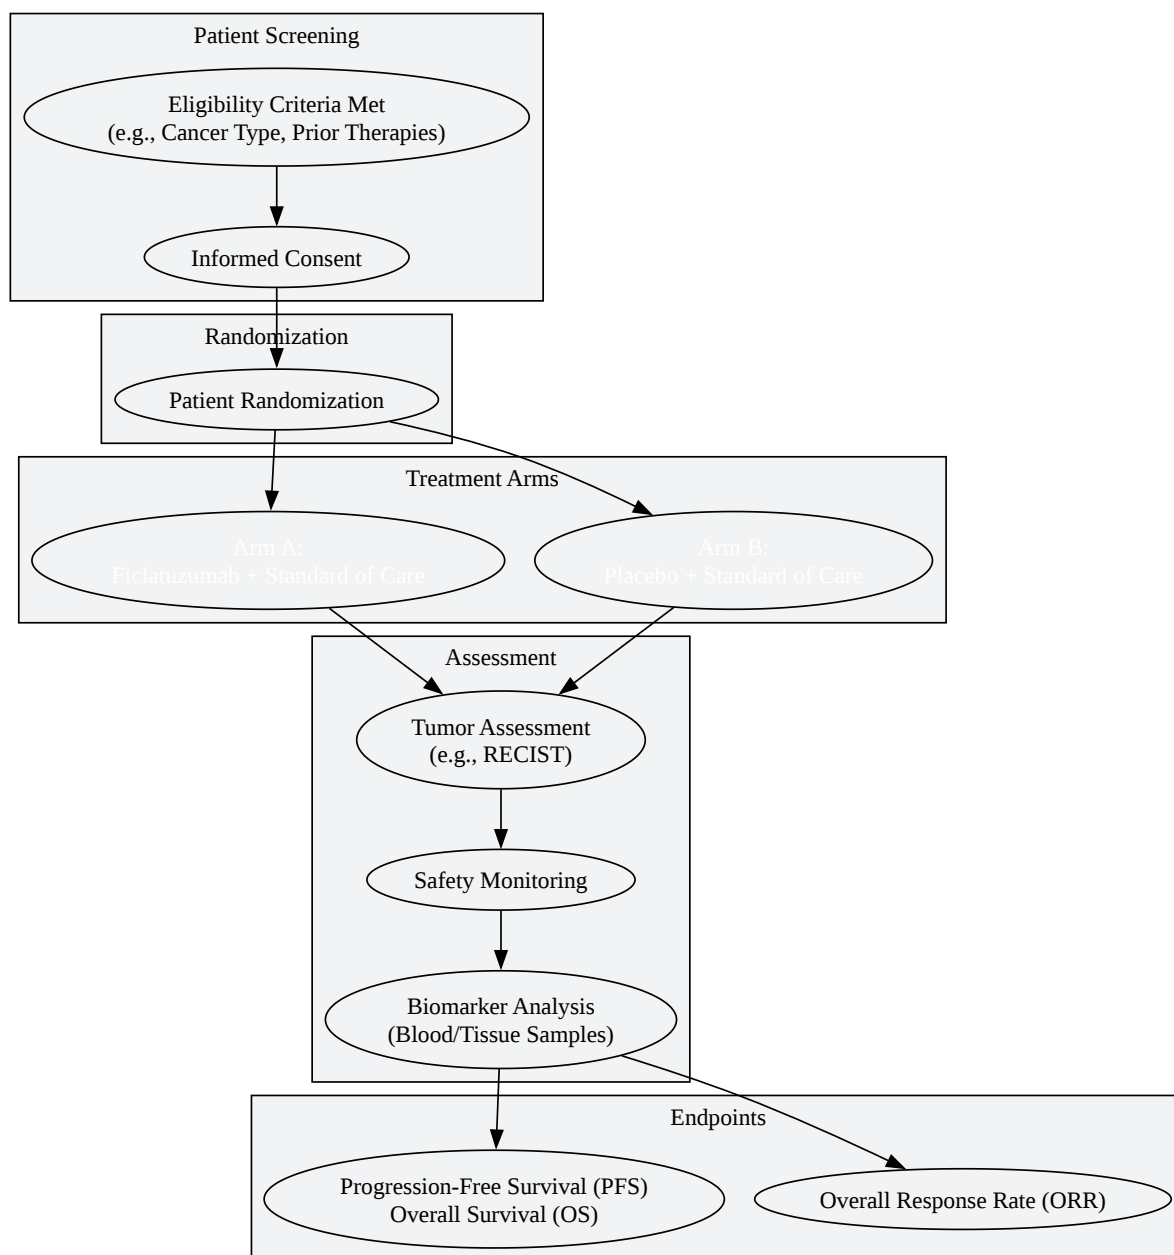 Patient Screening
Eligibility Criteria Met
(e.g., Cancer Type, Prior Therapies)
Informed Consent
Randomization
Patient Randomization
Treatment Arms
Arm A:
Ficlatuzumab + Standard of Care
Arm B:
Placebo + Standard of Care
Assessment
Tumor Assessment
(e.g., RECIST)
Safety Monitoring
Biomarker Analysis
(Blood/Tissue Samples)
Endpoints
Progression-Free Survival (PFS)
Overall Survival (OS)
Overall Response Rate (ORR)